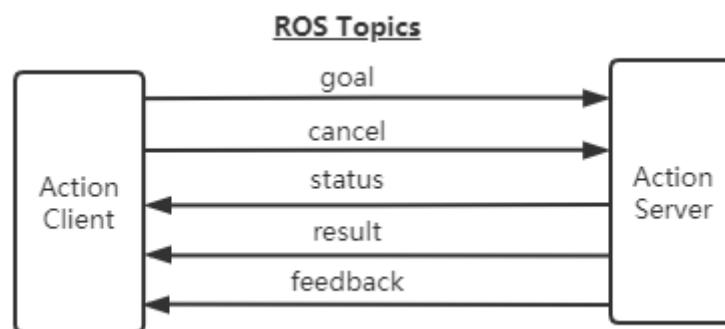 ROS Topics
goal
cancel
status
result
feedback
Action
Client
Action
Server